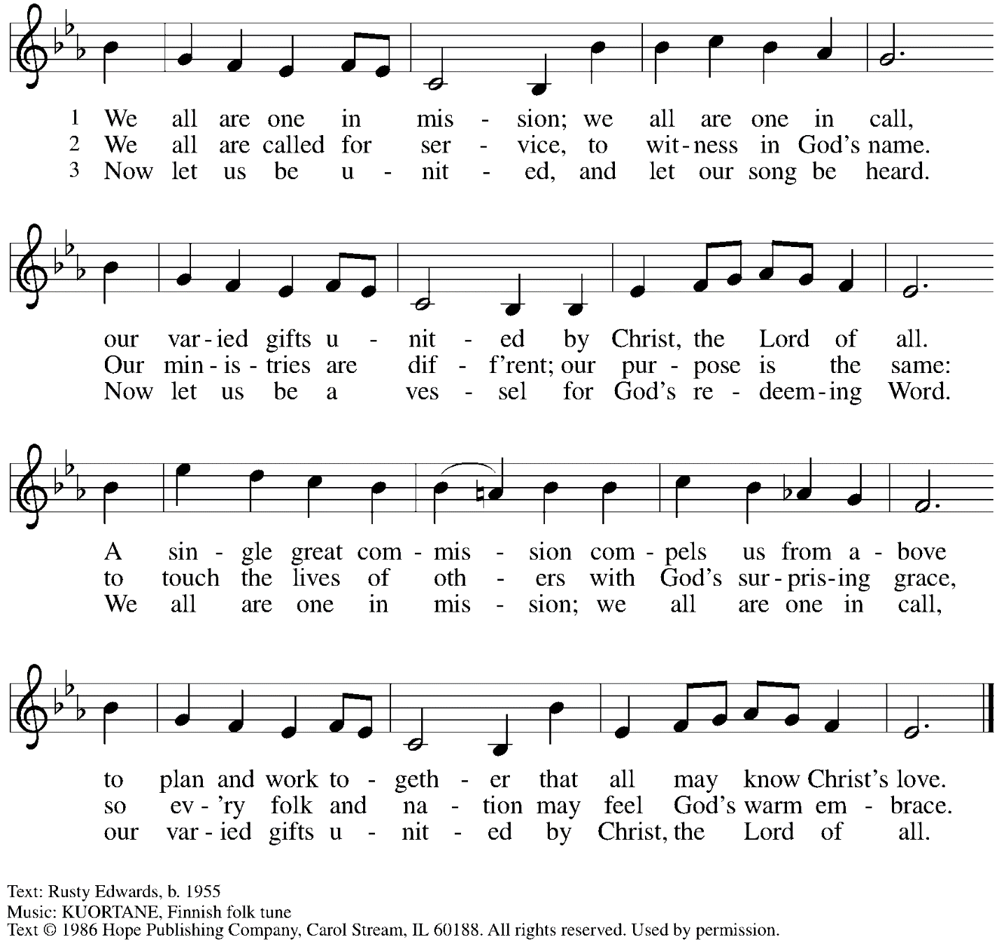 1 We all are one in mis - sion; we all are one in call,
2 We all are called for ser - vice, to wit - ness in God's name.
3 Now let us be u - nit - ed, and let our song be heard.
our var - ied gifts u - nit - ed by Christ, the Lord of all.
Our min - is - tries are dif - f'rent; our pur - pose is the same:
Now let us be a ves - sel for God's re - deem - ing Word.
A sin - gle great com - mis - sion com - pels us from a - bove
to touch the lives of oth - ers with God's sur - pris - ing grace,
We all are one in mis - sion; we all are one in call,
to plan and work to - geth - er that all may know Christ's love.
so ev - 'ry folk and na - tion may feel God's warm em - brace.
our var - ied gifts u - nit - ed by Christ, the Lord of all.
Text: Rusty Edwards, b. 1955
Music: KUORTANE, Finnish folk tune
Text © 1986 Hope Publishing Company, Carol Stream, IL 60188. All rights reserved. Used by permission.